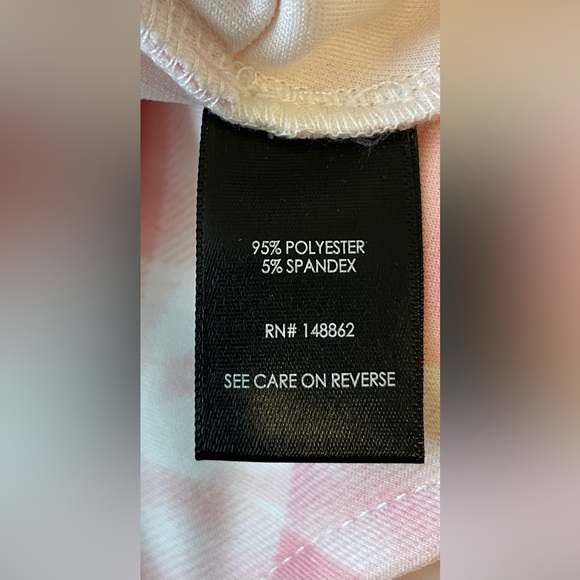 95% POLYESTER
5% SPANDEX
RN# 148862
SEE CARE ON REVERSE